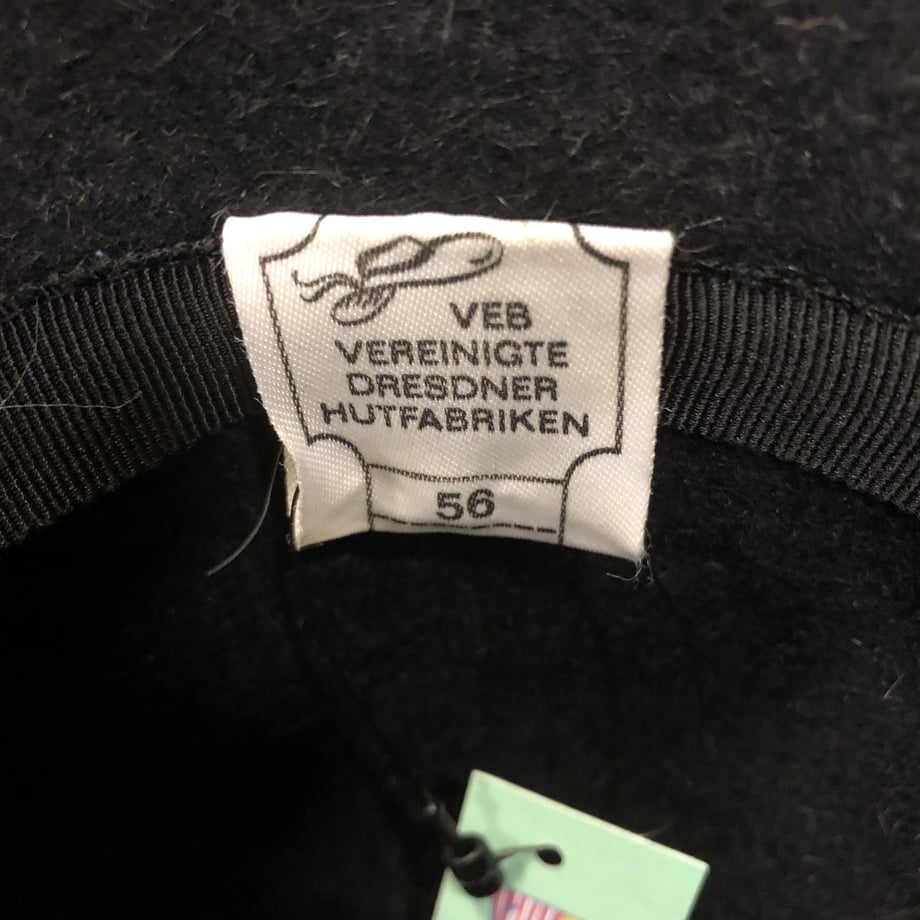 VEB
VEREINIGTE
DRESDNER
HUTFABRIKEN
56